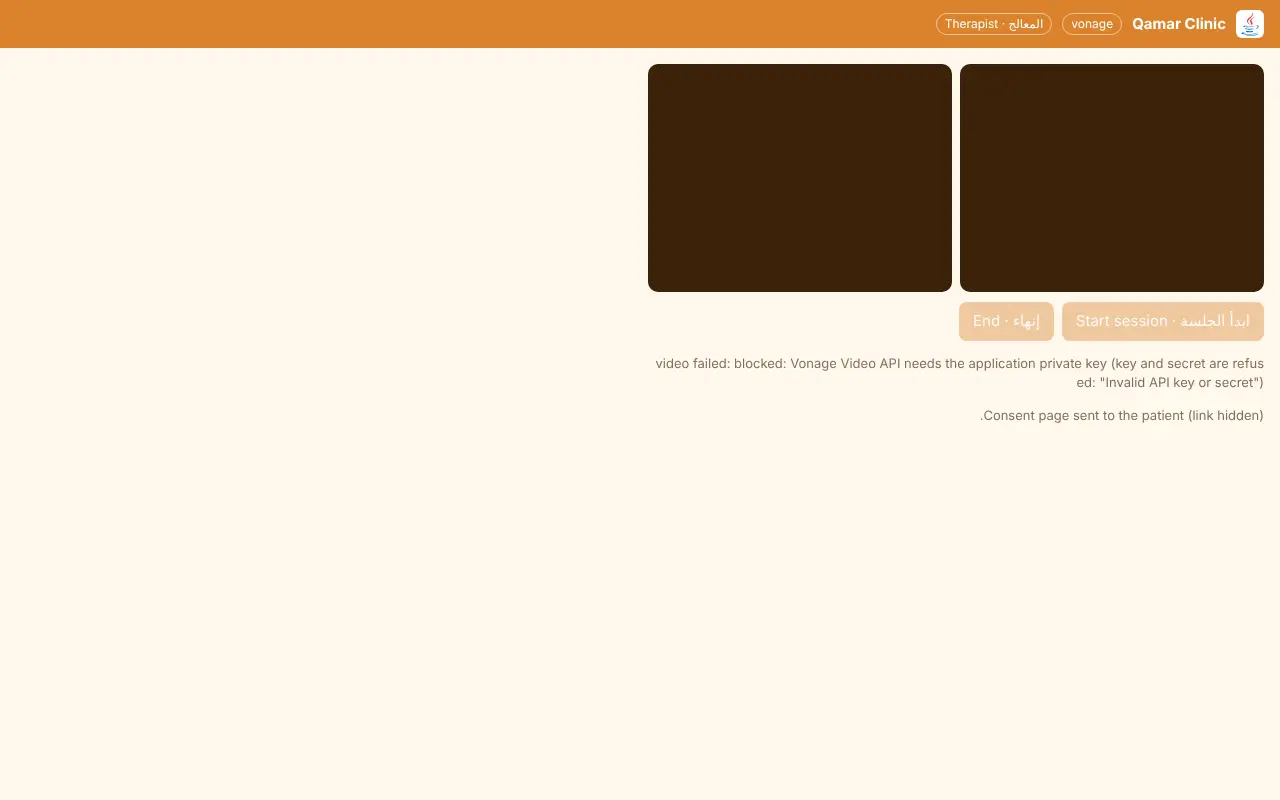 Qamar Clinic
vonage
Therapist · المعالج
ابدأ الجلسة · Start session
إنهاء · End
video failed: blocked: Vonage Video API needs the application private key (key and secret are refus
ed: "Invalid API key or secret")
.Consent page sent to the patient (link hidden)